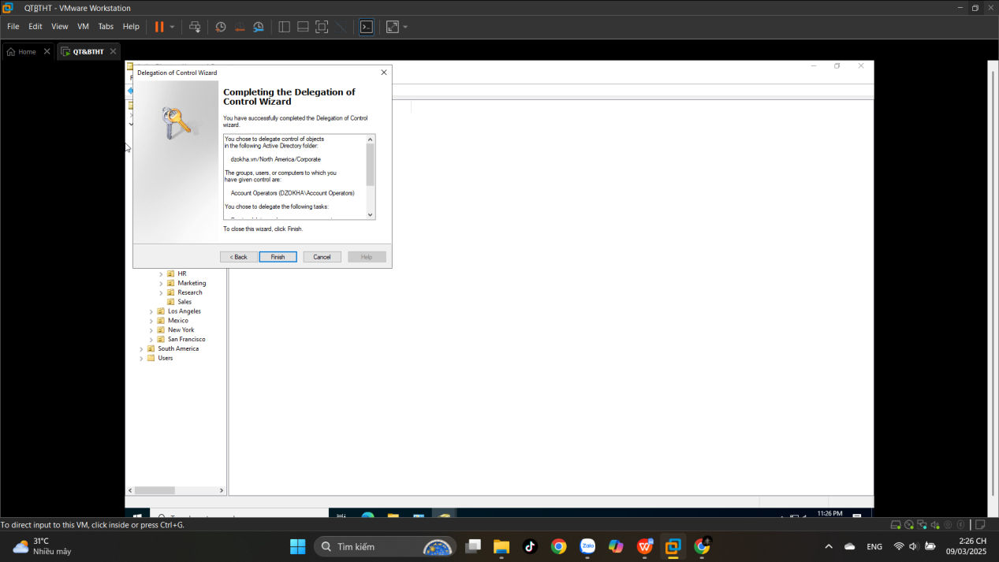 QTBTHT - VMware Workstation
File Edit View VM Tabs Help
Home QT&BTHT
Delegation of Control Wizard
Completing the Delegation of
Control Wizard
You have successfully completed the Delegation of Control
wizard.
You chose to delegate control of objects
in the following Active Directory folder:
dzokha.vn/North America/Corporate
The groups, users, or computers to which you
have given control are:
Account Operators (DZOKHA\Account Operators)
You chose to delegate the following tasks:
To close this wizard, click Finish.
< Back Finish Cancel Help
HR
Marketing
Research
Sales
Los Angeles
Mexico
New York
San Francisco
South America
Users
11:26 PM
To direct input to this VM, click inside or press Ctrl+G.
31°C
Nhiều mây
Tìm kiếm
Zalo
ENG
2:26 CH
09/03/2025